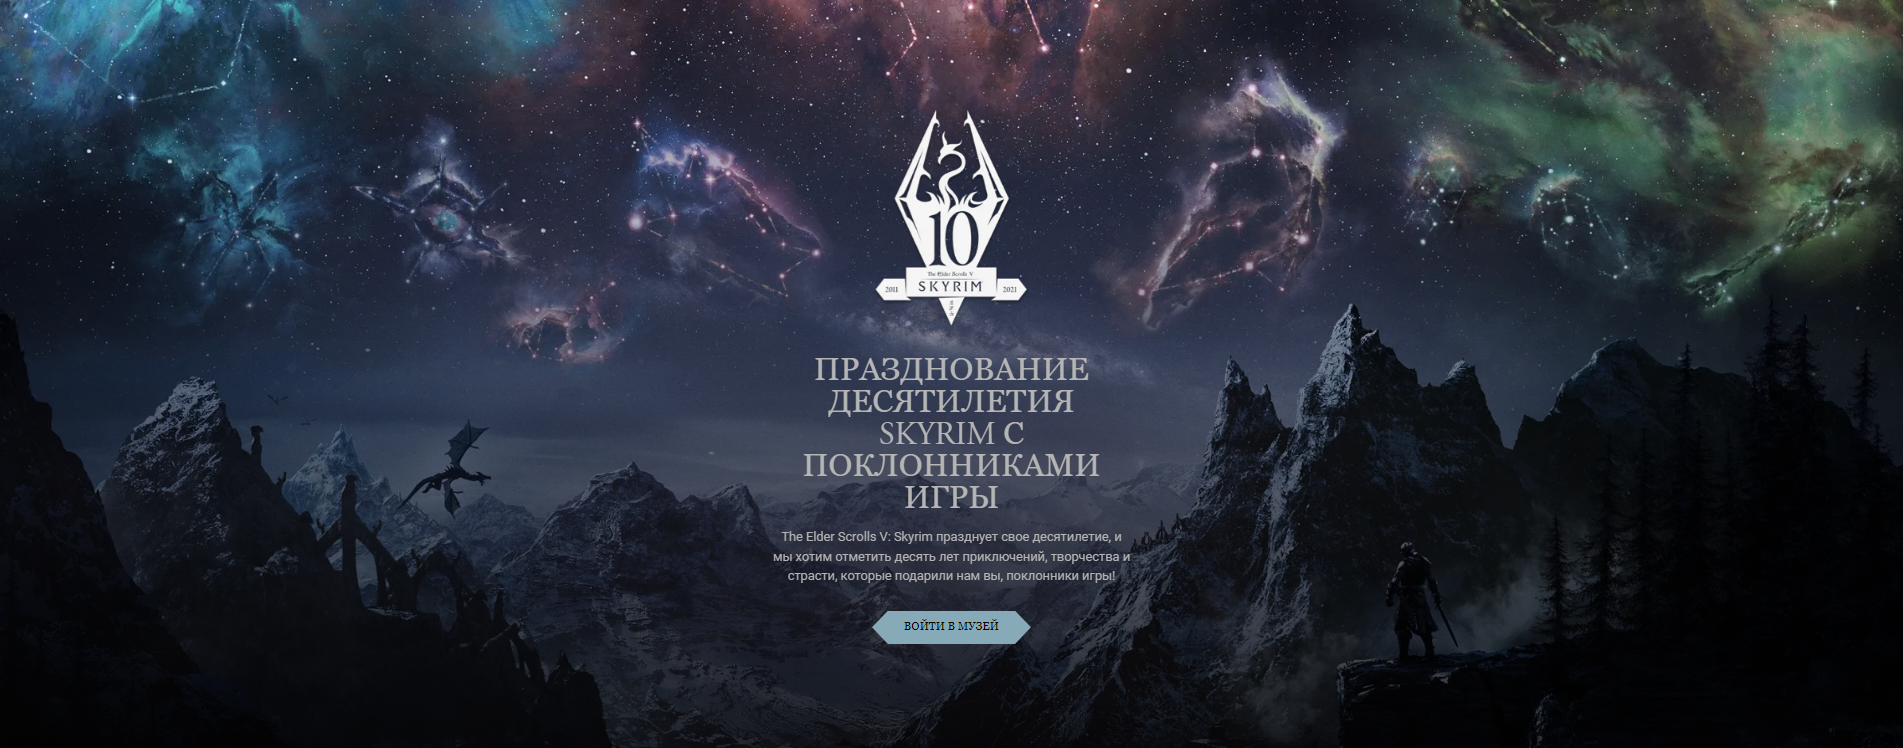 10
The Elder Scrolls V
2011 SKYRIM 2021
ПРАЗДНОВАНИЕ
ДЕСЯТИЛЕТИЯ
SKYRIM С
ПОКЛОННИКАМИ
ИГРЫ
The Elder Scrolls V: Skyrim празднует свое десятилетие, и
мы хотим отметить десять лет приключений, творчества и
страсти, которые подарили нам вы, поклонники игры!
ВОЙТИ В МУЗЕЙ